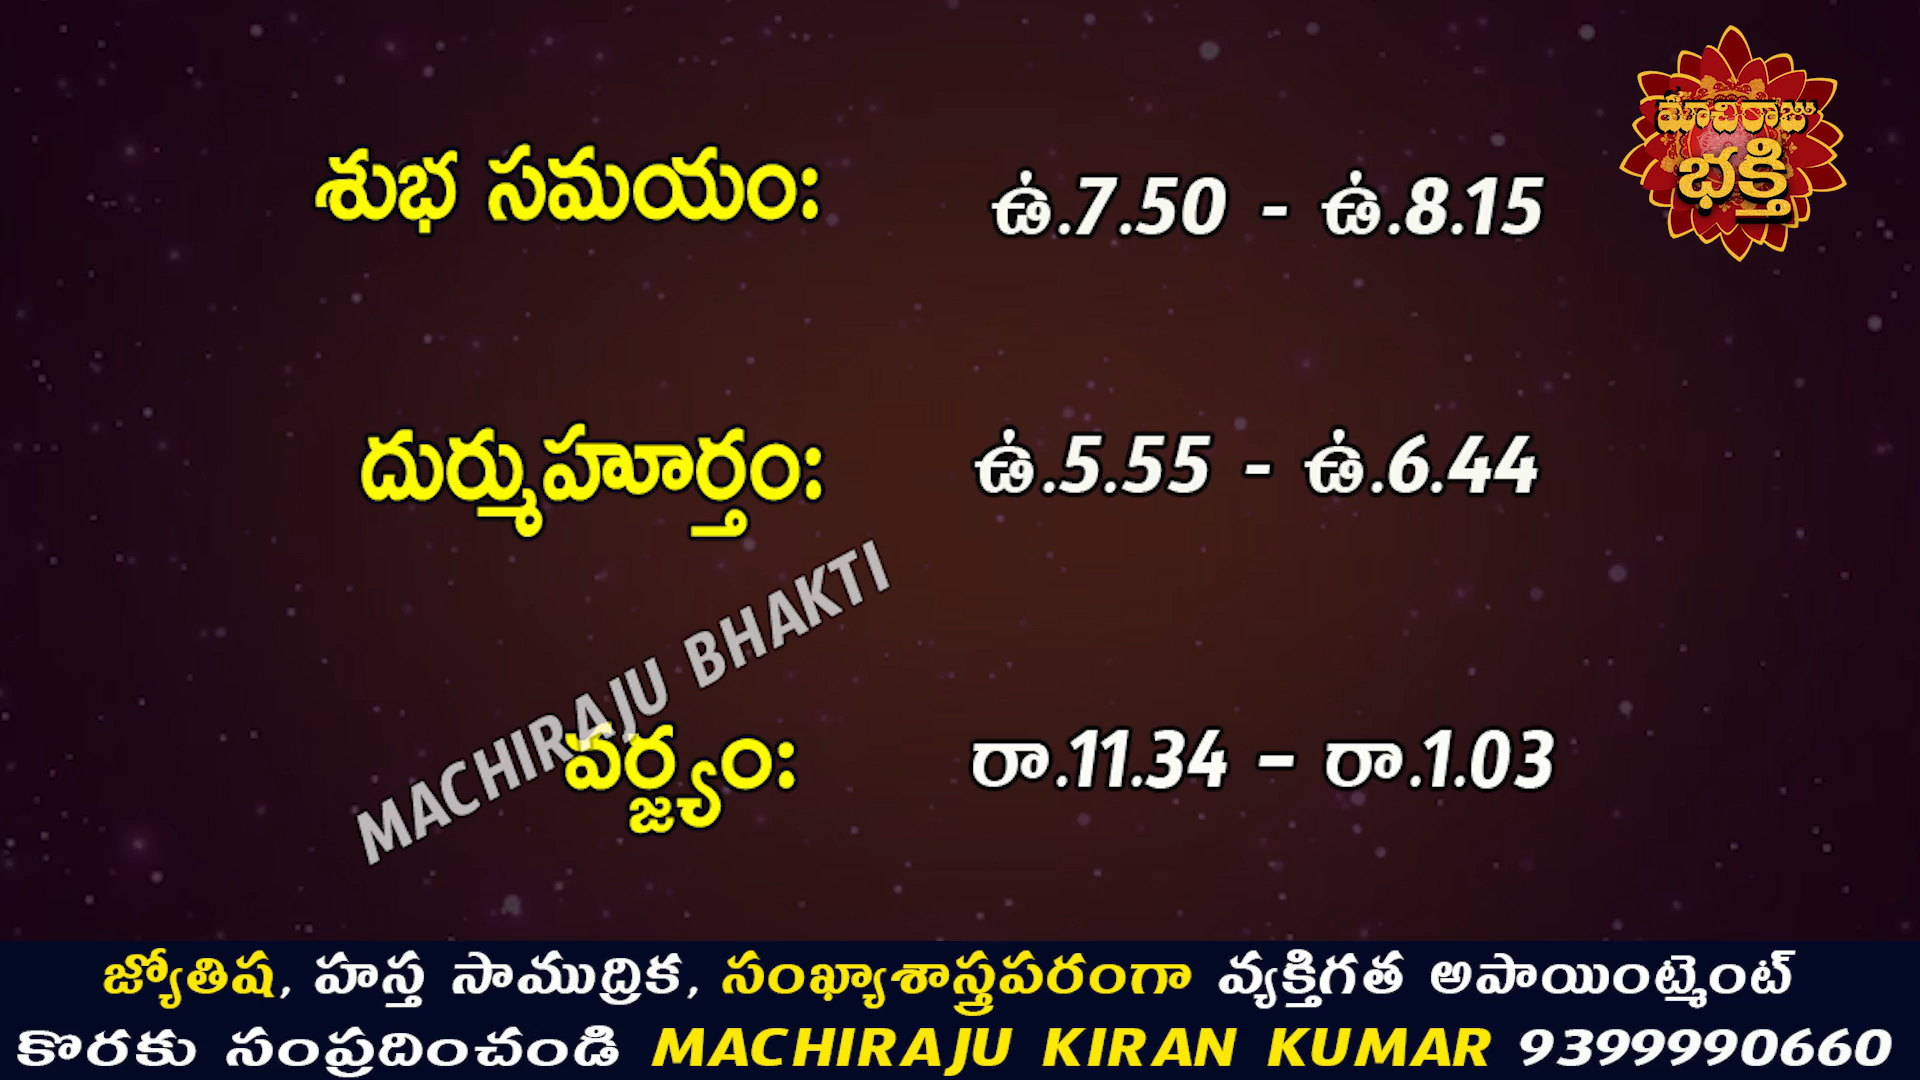 మాచిరాజు
భక్తి
శుభ సమయం: ఉ.7.50 - ఉ.8.15
దుర్ముహూర్తం: ఉ.5.55 - ఉ.6.44
వర్జ్యం: రా.11.34 - రా.1.03
MACHIRAJU BHAKTI
జ్యోతిష, హస్త సాముద్రిక, సంఖ్యాశాస్త్రపరంగా వ్యక్తిగత అపాయింట్మెంట్
కొరకు సంప్రదించండి MACHIRAJU KIRAN KUMAR 9399990660